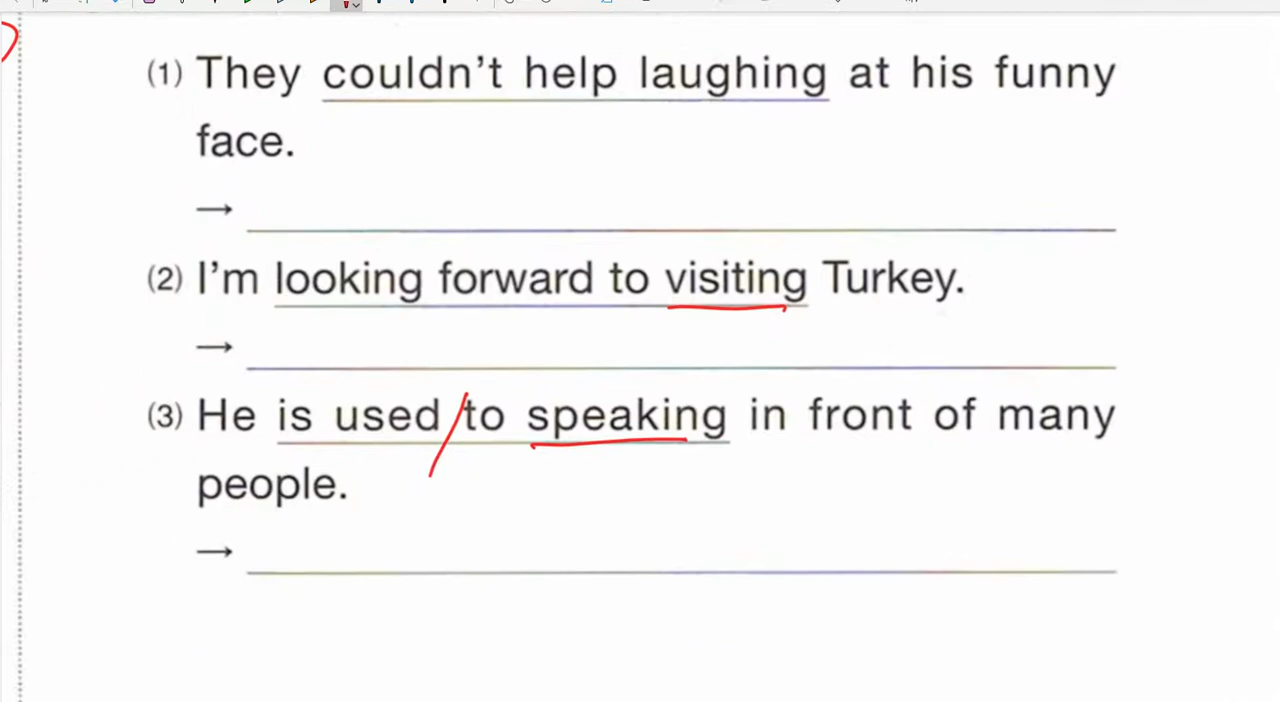 (1) They couldn't help laughing at his funny
face.
→
(2) I'm looking forward to visiting Turkey.
→
(3) He is used to speaking in front of many
people.
→